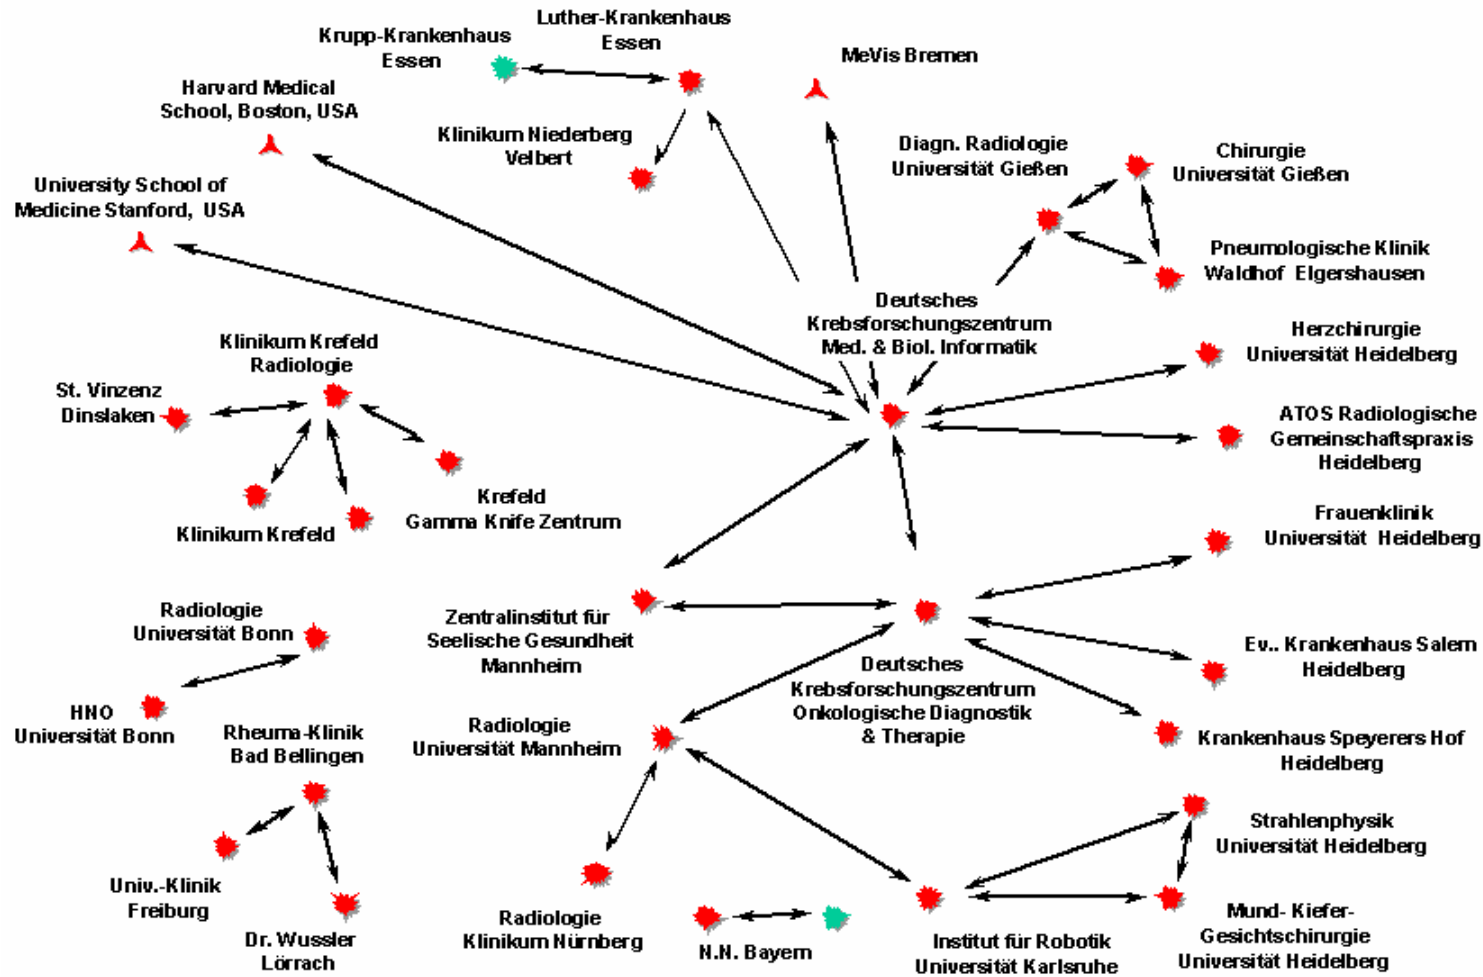 Luther-Krankenhaus
Essen
Krupp-Krankenhaus
Essen
MeVis Bremen
Harvard Medical
School, Boston, USA
Klinikum Niederberg
Velbert
Diagn. Radiologie
Universität Gießen
Chirurgie
Universität Gießen
University School of
Medicine Stanford, USA
Pneumologische Klinik
Waldhof Elgershausen
Deutsches
Krebsforschungszentrum
Med. & Biol. Informatik
Herzchirurgie
Universität Heidelberg
Klinikum Krefeld
Radiologie
St. Vinzenz
Dinslaken
ATOS Radiologische
Gemeinschaftspraxis
Heidelberg
Krefeld
Gamma Knife Zentrum
Klinikum Krefeld
Frauenklinik
Universität Heidelberg
Radiologie
Universität Bonn
Zentralinstitut für
Seelische Gesundheit
Mannheim
Ev.. Krankenhaus Salem
Heidelberg
Deutsches
Krebsforschungszentrum
Onkologische Diagnostik
& Therapie
HNO
Universität Bonn
Radiologie
Universität Mannheim
Rheuma-Klinik
Bad Bellingen
Krankenhaus Speyerers Hof
Heidelberg
Strahlenphysik
Universität Heidelberg
Univ.-Klinik
Freiburg
Dr. Wussler
Lörrach
Radiologie
Klinikum Nürnberg
N.N. Bayern
Institut für Robotik
Universität Karlsruhe
Mund- Kiefer-
Gesichtschirurgie
Universität Heidelberg